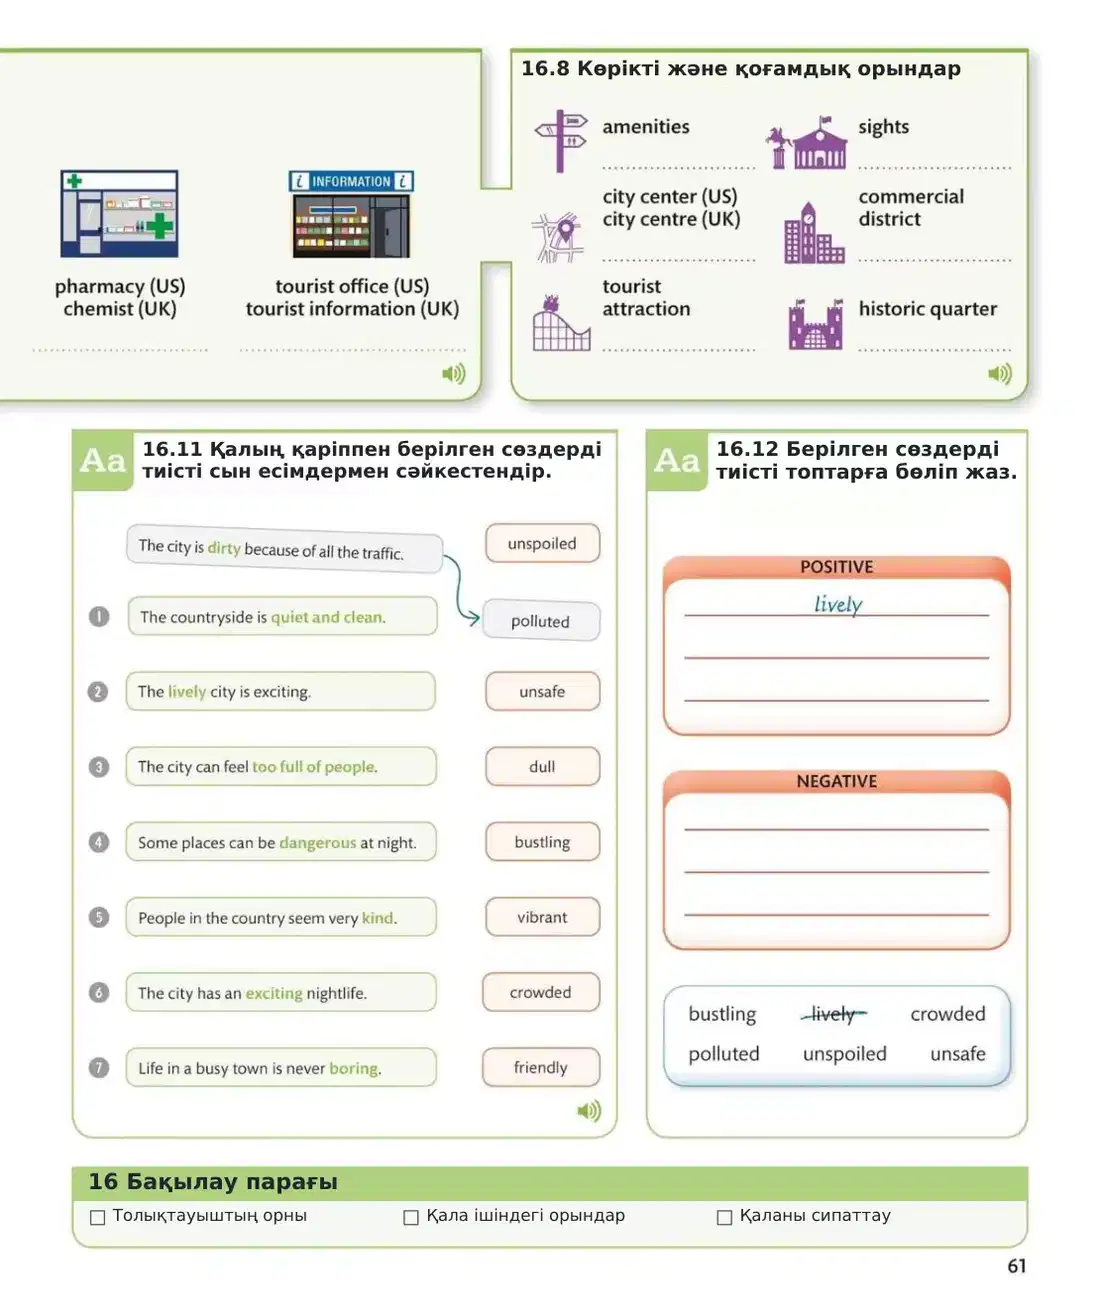 INFORMATION
pharmacy (US)
chemist (UK)
tourist office (US)
tourist information (UK)
16.8 Көрікті және қоғамдық орындар
amenities
sights
city center (US)
city centre (UK)
commercial
district
tourist
attraction
historic quarter
Aa
16.11 Қалың қаріппен берілген сөздерді
тиісті сын есімдермен сәйкестендір.
The city is dirty because of all the traffic.
unspoiled
1 The countryside is quiet and clean.
polluted
2 The lively city is exciting.
unsafe
3 The city can feel too full of people.
dull
4 Some places can be dangerous at night.
bustling
5 People in the country seem very kind.
vibrant
6 The city has an exciting nightlife.
crowded
7 Life in a busy town is never boring.
friendly
Aa
16.12 Берілген сөздерді
тиісті топтарға бөліп жаз.
POSITIVE
lively
NEGATIVE
bustling lively crowded
polluted unspoiled unsafe
16 Бақылау парағы
Толықтауыштың орны
Қала ішіндегі орындар
Қаланы сипаттау
61